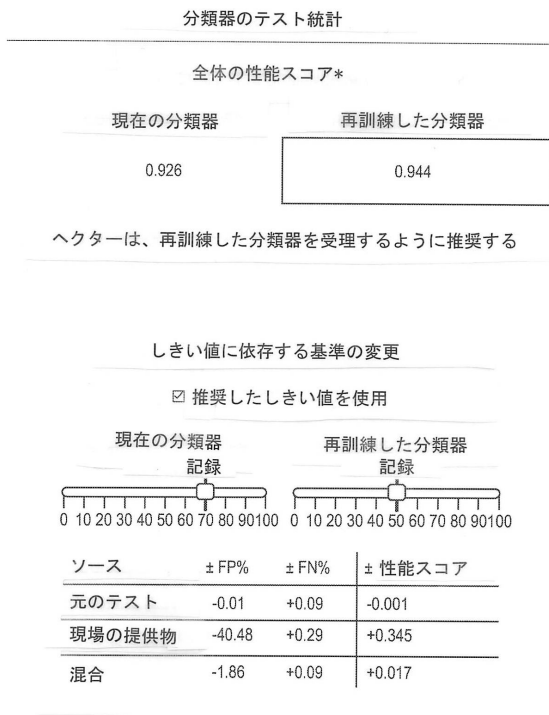 分類器のテスト統計
全体の性能スコア*
現在の分類器 再訓練した分類器
0.926 0.944
ヘクターは、再訓練した分類器を受理するように推奨する
しきい値に依存する基準の変更
☑ 推奨したしきい値を使用
現在の分類器 再訓練した分類器
記録 記録
0 10 20 30 40 50 60 70 80 90100 0 10 20 30 40 50 60 70 80 90100
ソース ± FP% ± FN% ± 性能スコア
元のテスト -0.01 +0.09 -0.001
現場の提供物 -40.48 +0.29 +0.345
混合 -1.86 +0.09 +0.017